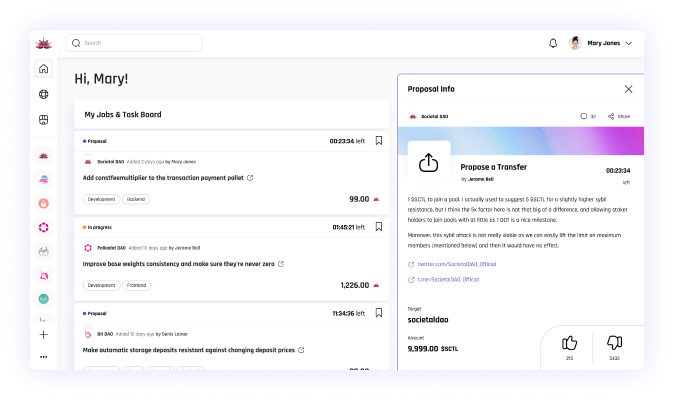 Search
Mary Jones
Hi, Mary!
My Jobs & Task Board
Proposal
00:23:34 left
Societal DAO Added 2 days ago by Mary Jones
Add constfeemultiplier to the transaction payment pallet
Development
Backend
99.00
In progress
01:45:21 left
Polkadot DAO Added 10 days ago by Jerome Bell
Improve base weights consistency and make sure they're never zero
Development
Frontend
1,226.00
Proposal
11:34:36 left
Bit DAO Added 12 days ago by Denis Leiner
Make automatic storage deposits resistant against changing deposit prices
Proposal Info
Societal DAO
32
Share
Propose a Transfer
by Jerome Bell
00:23:34
left
1 $SCTL to join a pool. I actually used to suggest 5 $SCTL for a slightly higher sybil
resistance, but I think the 5x factor here is not that big of a difference, and allowing staker
holders to join pools with at little as 1 DOT is a nice milestone.
Moreover, this sybil attack is not really viable as we can easily lift the limit on maximum
members (mentioned below) and then it would have no effect.
twitter.com/SocietalDAO_Official
t.me/SocietalDAO_Official
Target
societaldao
Amount
9,999.00 $SCTL
210
5432